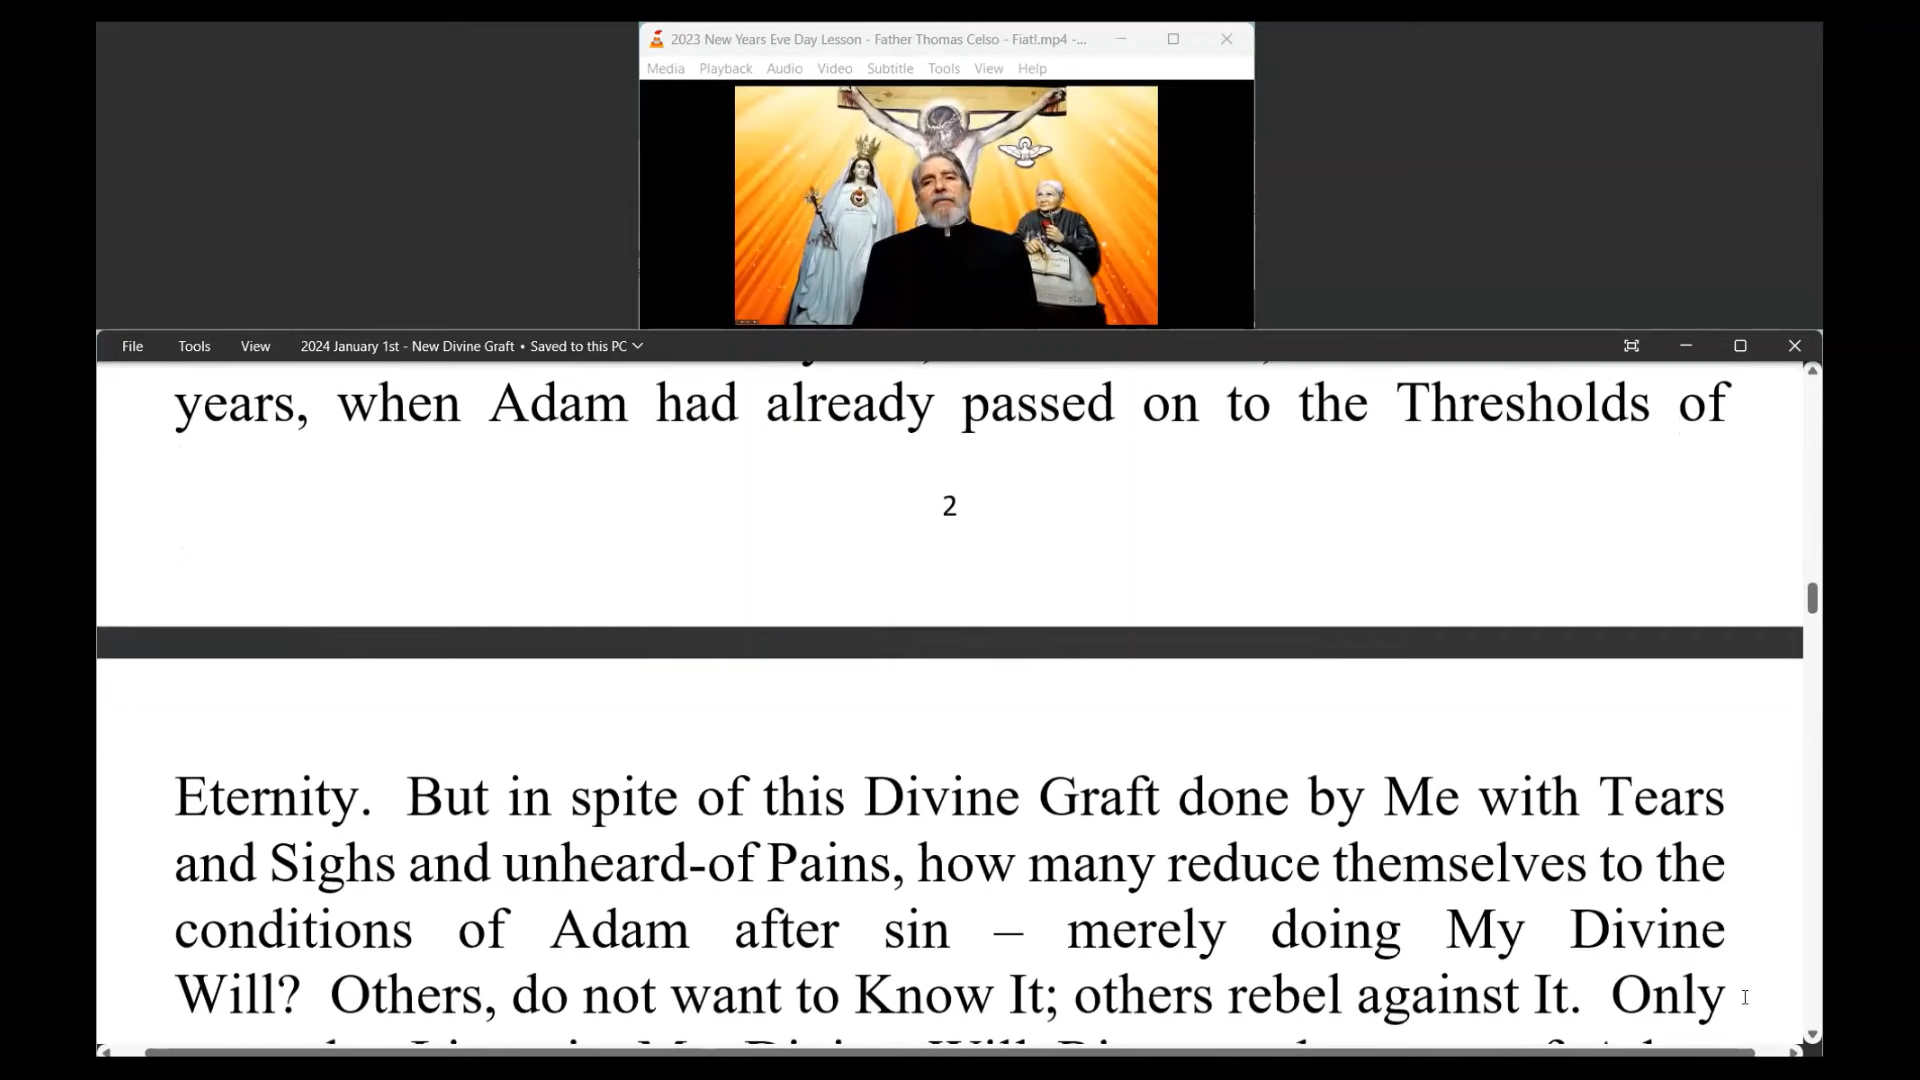 2023 New Years Eve Day Lesson - Father Thomas Celso - Fiat!.mp4 -...
Media Playback Audio Video Subtitle Tools View Help
File Tools View 2024 January 1st - New Divine Graft • Saved to this PC
years, when Adam had already passed on to the Thresholds of
2
Eternity. But in spite of this Divine Graft done by Me with Tears
and Sighs and unheard-of Pains, how many reduce themselves to the
conditions of Adam after sin – merely doing My Divine
Will? Others, do not want to Know It; others rebel against It. Only